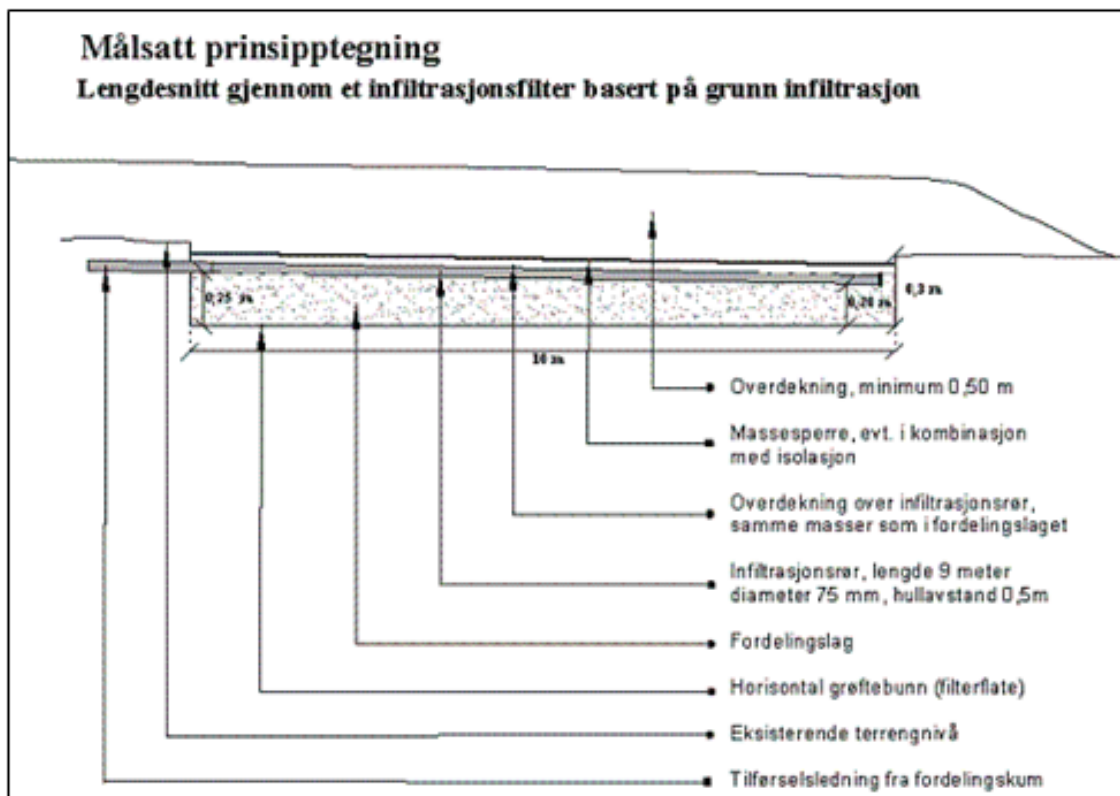 Målsatt prinsipptegning
Lengdesnitt gjennom et infiltrasjonsfilter basert på grunn infiltrasjon
0,25 m
0,20 m
0,3 m
10 m
Overdekning, minimum 0,50 m
Massesperre, evt. i kombinasjon
med isolasjon
Overdekning over infiltrasjonsrør,
samme masser som i fordelingslaget
Infiltrasjonsrør, lengde 9 meter
diameter 75 mm, hullavstand 0,5m
Fordelingslag
Horisontal grøftebunn (filterflate)
Eksisterende terrengnivå
Tilførselsledning fra fordelingskum